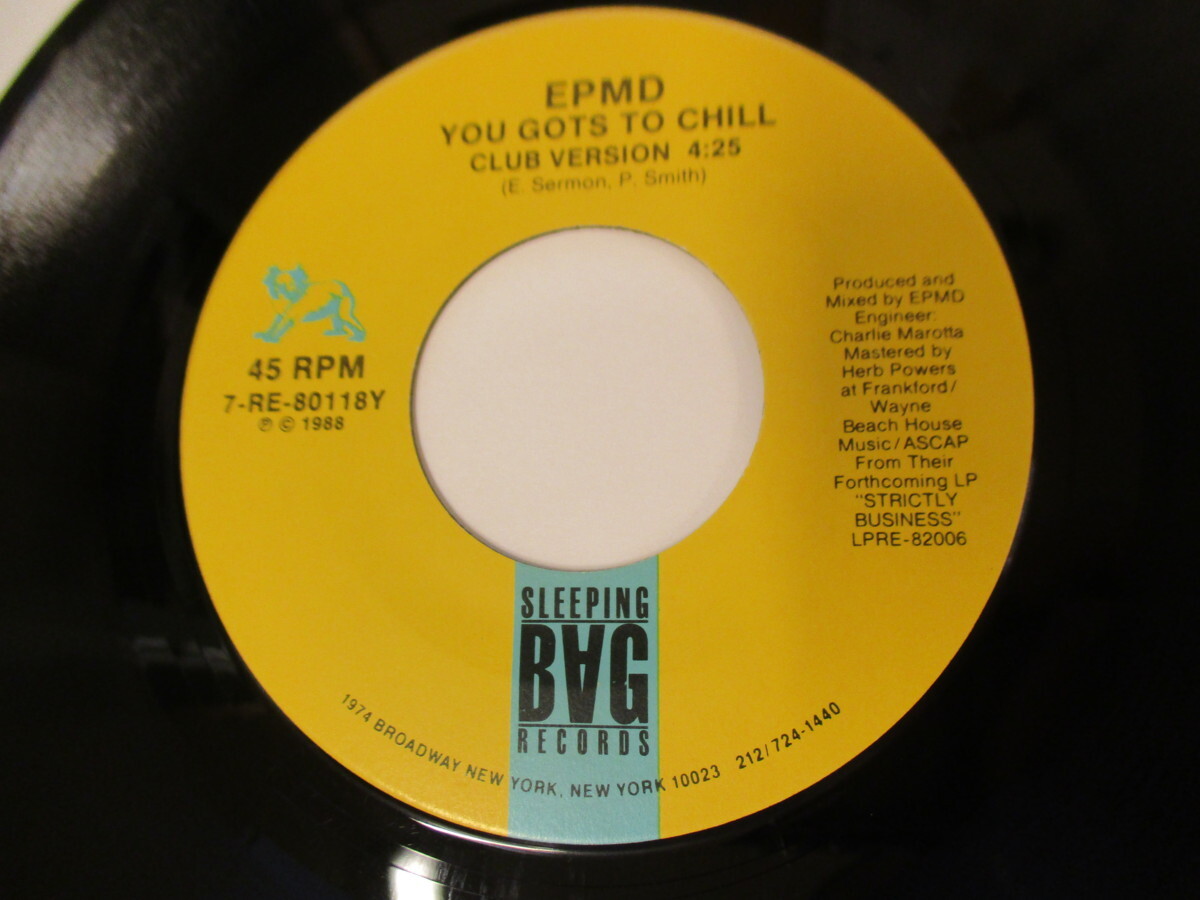 EPMD
YOU GOTS TO CHILL
CLUB VERSION 4:25
(E. Sermon, P. Smith)
45 RPM
7-RE-80118Y
℗ © 1988
Produced and
Mixed by EPMD
Engineer:
Charlie Marotta
Mastered by
Herb Powers
at Frankford/
Wayne
Beach House
Music/ASCAP
From Their
Forthcoming LP
"STRICTLY
BUSINESS"
LPRE-82006
SLEEPING
BAG
RECORDS
1974 BROADWAY NEW YORK, NEW YORK 10023 212/724-1440